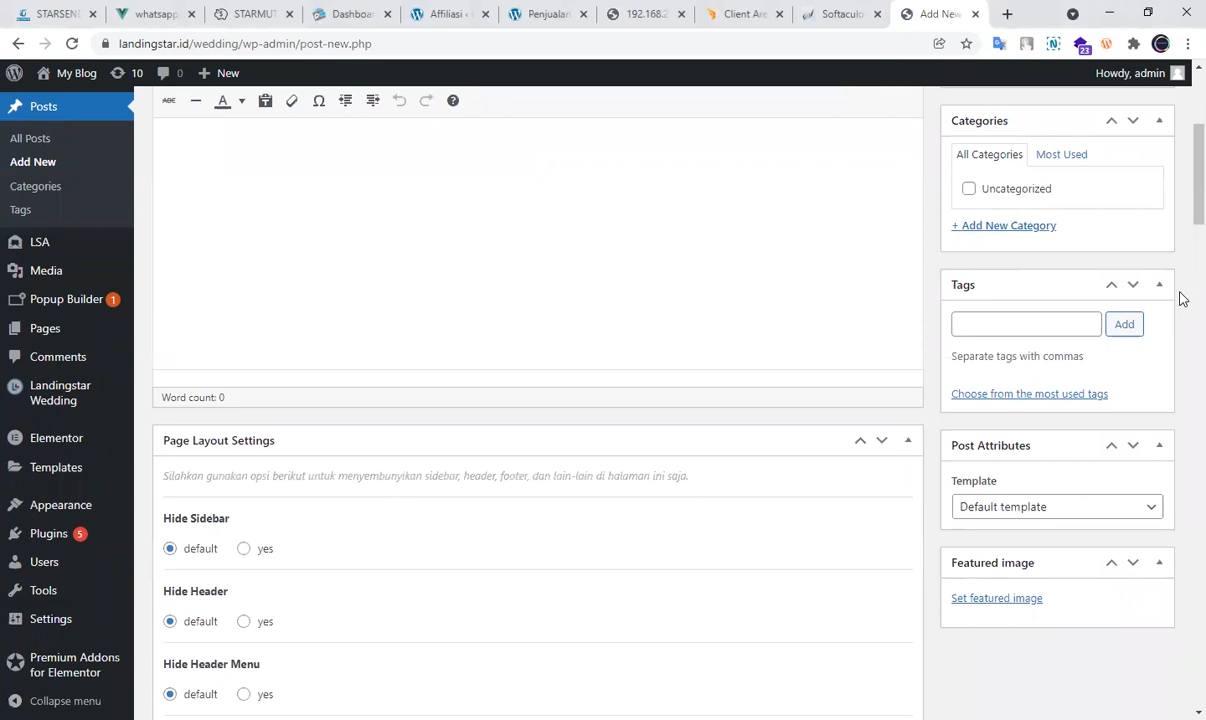 STARSEN
whatsapp
STARMUT
Dashboar
Affiliasi
Penjualan
192.168.2
Client Are
Softaculo
Add New
landingstar.id/wedding/wp-admin/post-new.php
23
My Blog
10
0
New
Howdy, admin
Posts
All Posts
Add New
Categories
Tags
LSA
Media
Popup Builder 1
Pages
Comments
Landingstar
Wedding
Elementor
Templates
Appearance
Plugins 5
Users
Tools
Settings
Premium Addons
for Elementor
Collapse menu
ABC
A
Ω
Word count: 0
Page Layout Settings
Silahkan gunakan opsi berikut untuk menyembunyikan sidebar, header, footer, dan lain-lain di halaman ini saja.
Hide Sidebar
default yes
Hide Header
default yes
Hide Header Menu
default yes
Categories
All Categories Most Used
Uncategorized
+ Add New Category
Tags
Add
Separate tags with commas
Choose from the most used tags
Post Attributes
Template
Default template
Featured image
Set featured image